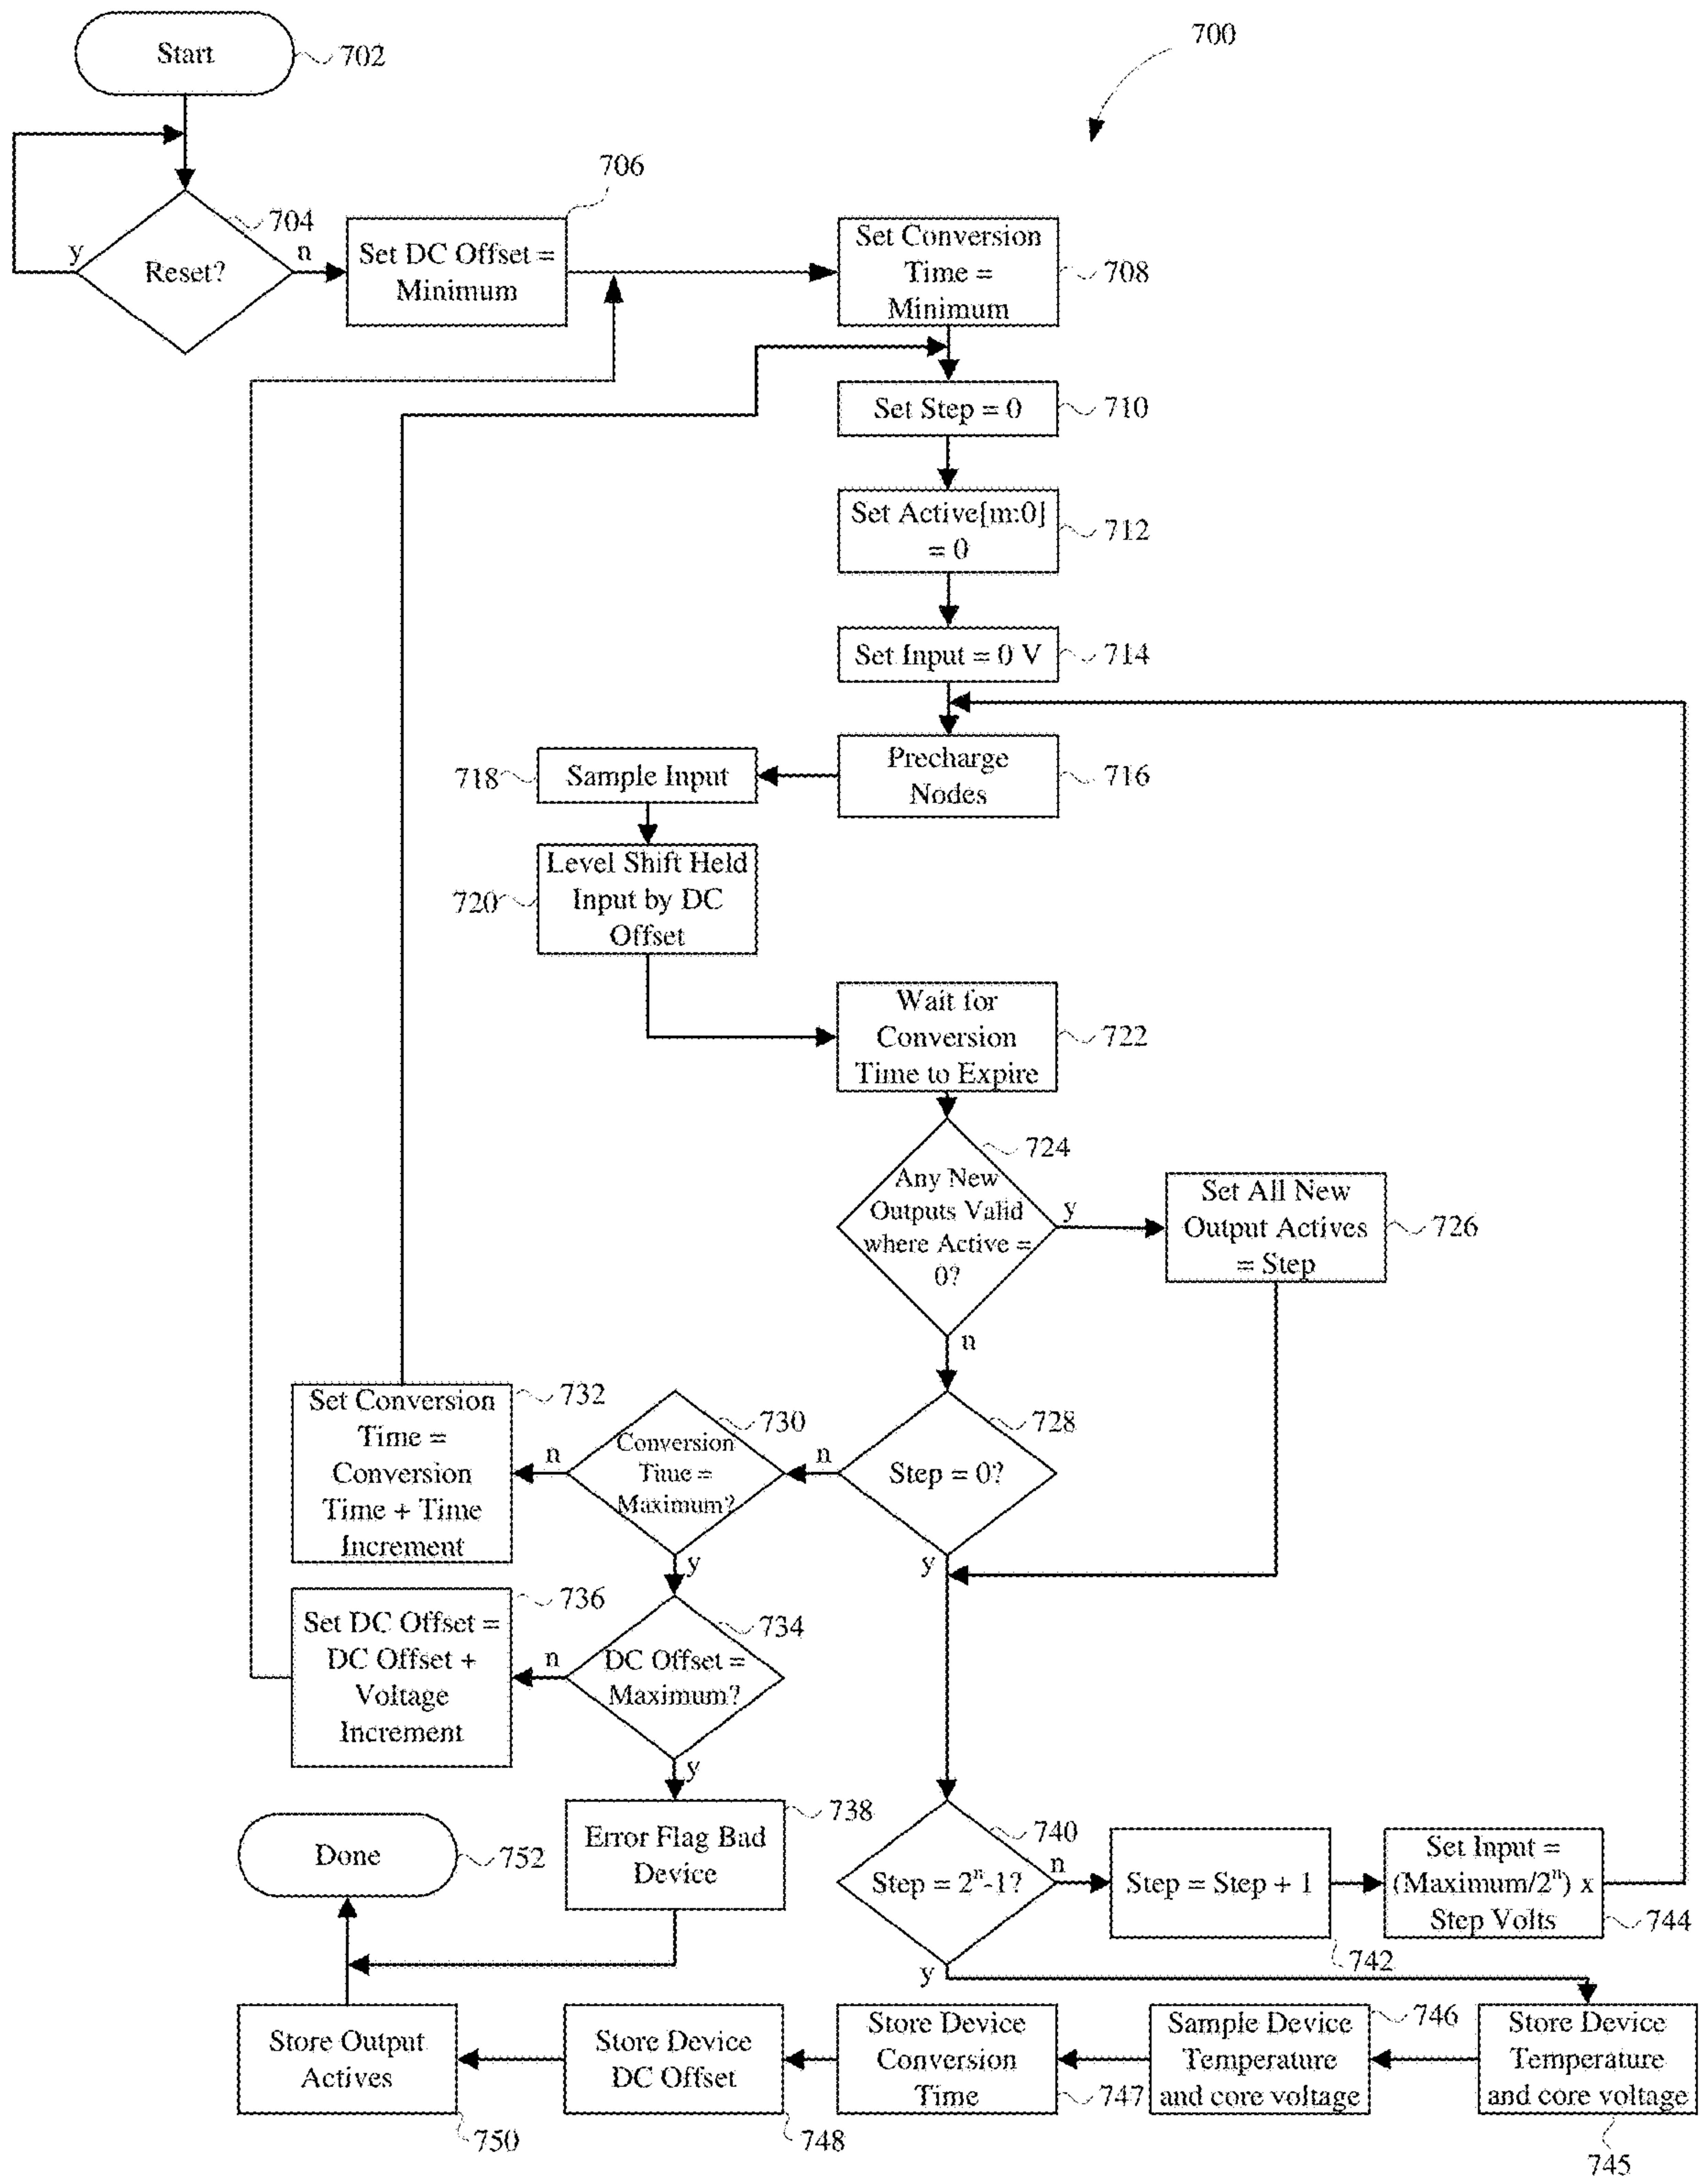 700
Start
702
706
704
y
n
Reset?
Set DC Offset =
Minimum
Set Conversion
Time =
Minimum
708
Set Step = 0
710
Set Active[m:0]
= 0
712
Set Input = 0 V
714
Precharge
Nodes
716
718
Sample Input
720
Level Shift Held
Input by DC
Offset
Wait for
Conversion
Time to Expire
722
724
Any New
Outputs Valid
where Active =
0?
y
n
Set All New
Output Actives
= Step
726
728
Step = 0?
n
y
730
Conversion
Time =
Maximum?
n
y
732
Set Conversion
Time =
Conversion
Time + Time
Increment
734
DC Offset =
Maximum?
n
y
736
Set DC Offset =
DC Offset +
Voltage
Increment
738
Error Flag Bad
Device
Done
752
740
Step = 2ⁿ-1?
n
y
Step = Step + 1
742
Set Input =
(Maximum/2ⁿ) x
Step Volts
744
Store Device
Temperature
and core voltage
745
746
Sample Device
Temperature
and core voltage
Store Device
Conversion
Time
747
Store Device
DC Offset
748
Store Output
Actives
750